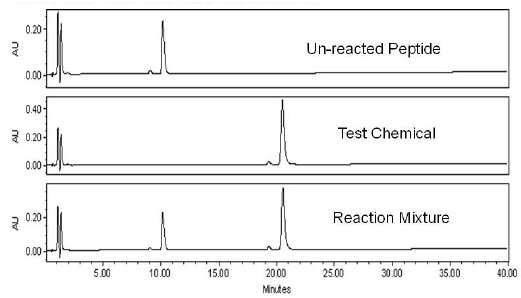 0.20
AU
0.00
Un-reacted Peptide
0.40
AU
0.20
0.00
Test Chemical
AU
0.20
0.00
Reaction Mixture
5.00 10.00 15.00 20.00 25.00 30.00 35.00 40.00
Minutes